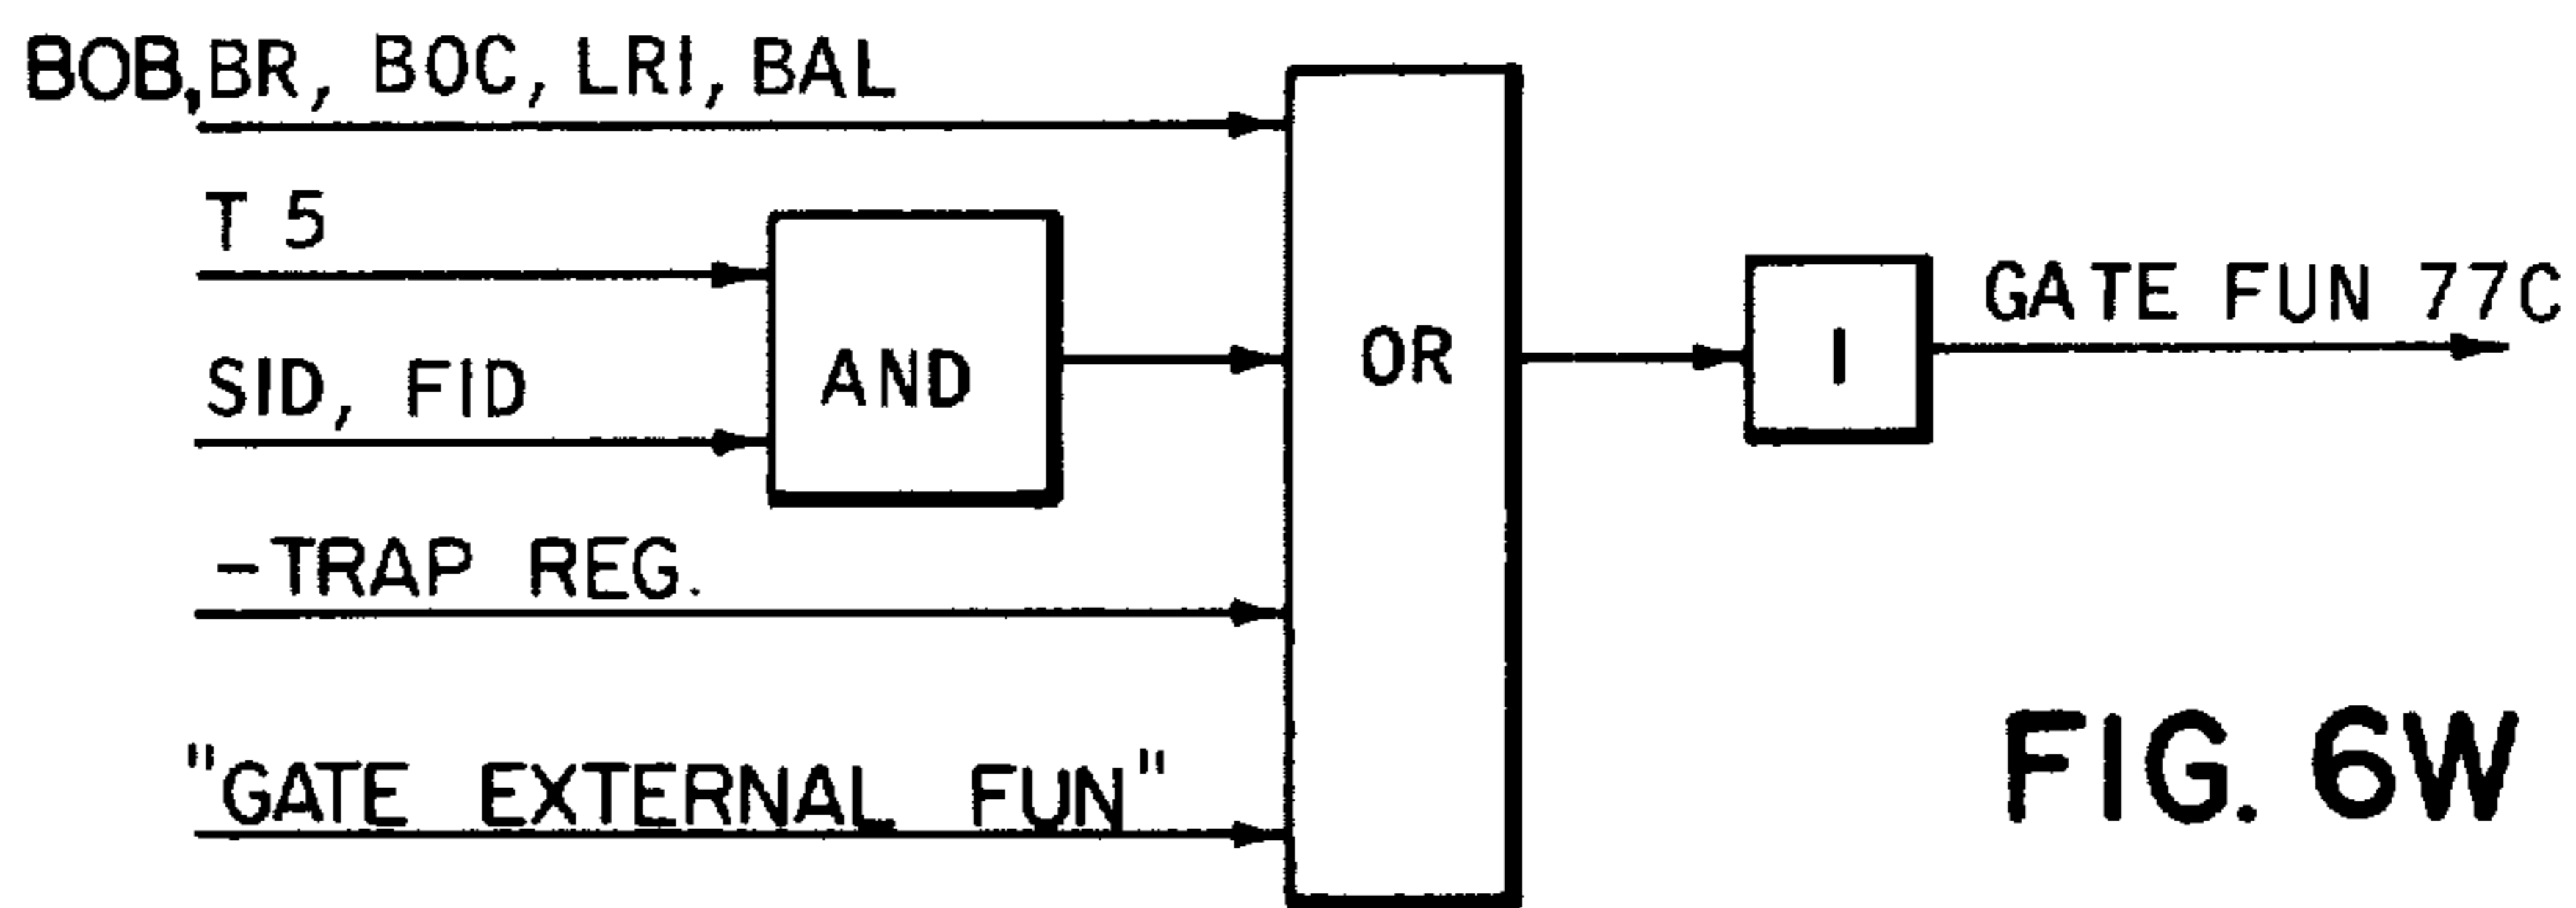 BOB, BR, BOC, LRI, BAL
T 5
SID, FID
AND
OR
I
GATE FUN 77C
-TRAP REG.
"GATE EXTERNAL FUN"
FIG. 6W